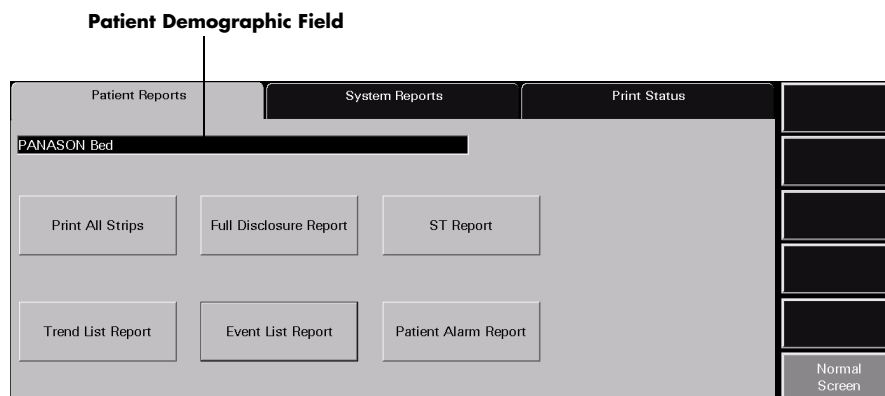 Patient Demographic Field
Patient Reports
System Reports
Print Status
PANASON Bed
Print All Strips
Full Disclosure Report
ST Report
Trend List Report
Event List Report
Patient Alarm Report
Normal
Screen